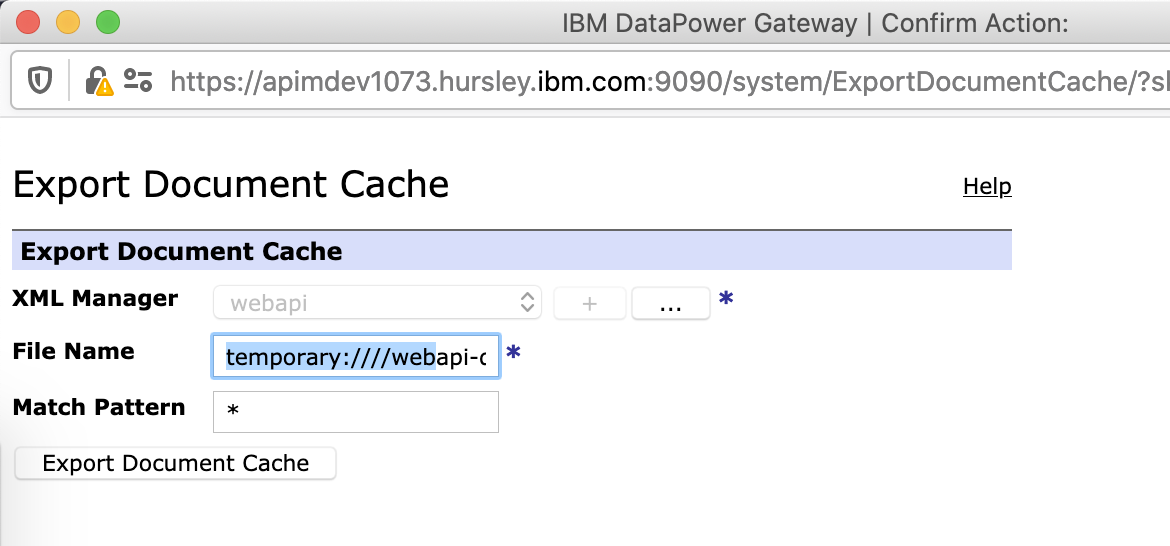 IBM DataPower Gateway | Confirm Action:
https://apimdev1073.hursley.ibm.com:9090/system/ExportDocumentCache/?sl
Export Document Cache
Help
Export Document Cache
XML Manager webapi + ... *
File Name temporary:////webapi-c *
Match Pattern *
Export Document Cache